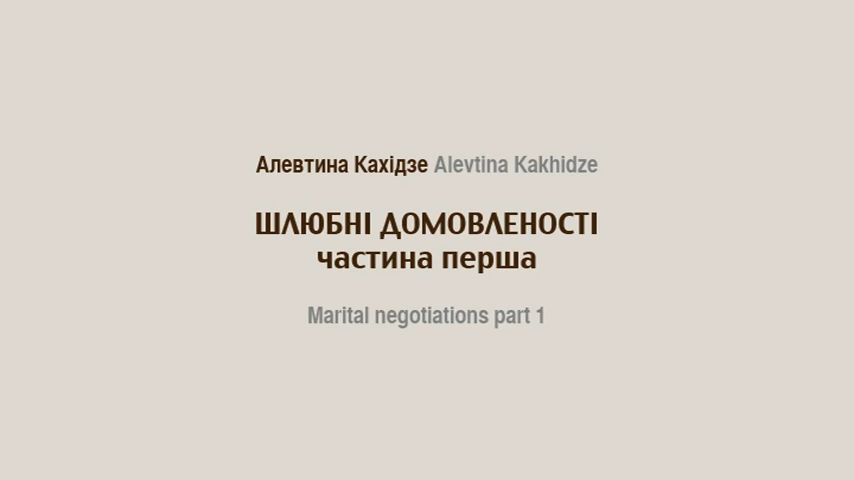 Алевтина Кахідзе Alevtina Kakhidze
ШЛЮБНІ ДОМОВЛЕНОСТІ
частина перша
Marital negotiations part 1